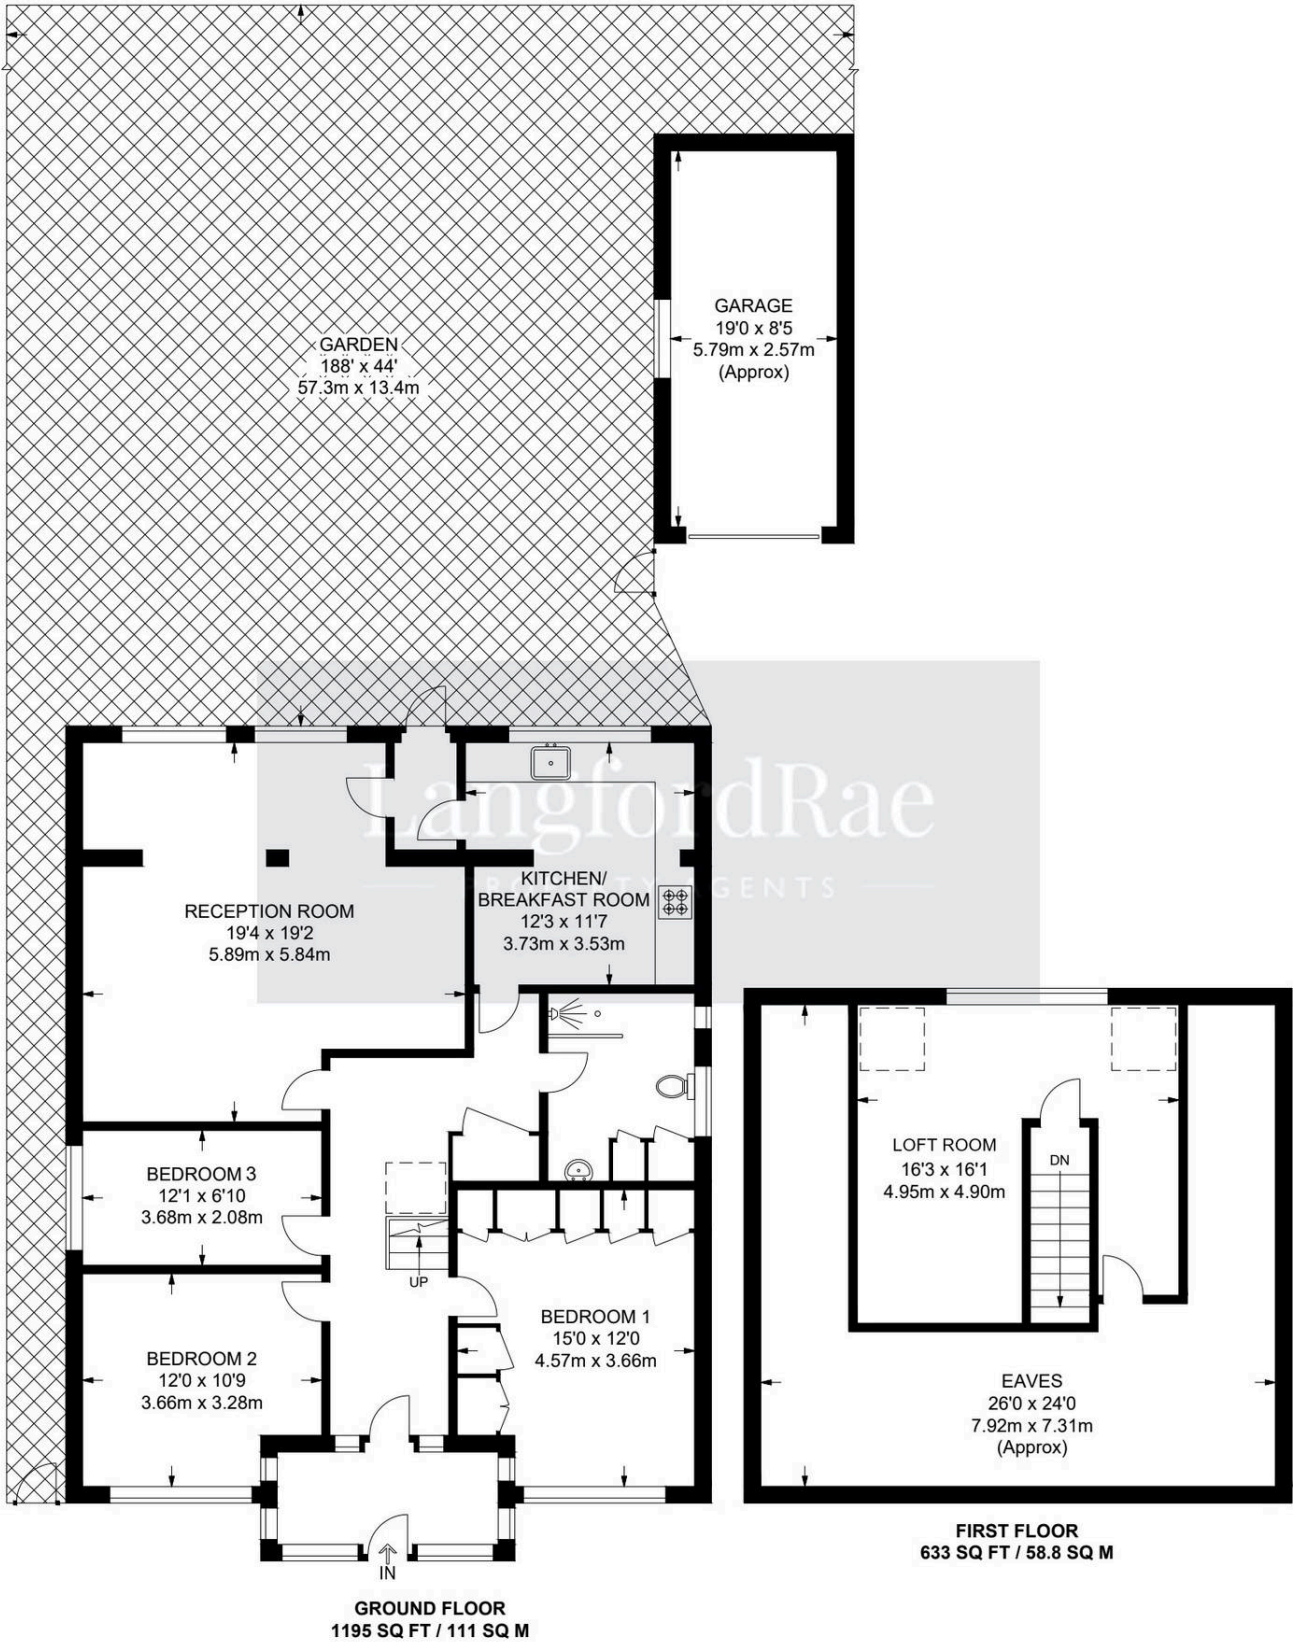 GARDEN
188' x 44'
57.3m x 13.4m
GARAGE
19'0 x 8'5
5.79m x 2.57m
(Approx)
LangfordRae
PROPERTY AGENTS
KITCHEN/
BREAKFAST ROOM
12'3 x 11'7
3.73m x 3.53m
RECEPTION ROOM
19'4 x 19'2
5.89m x 5.84m
BEDROOM 3
12'1 x 6'10
3.68m x 2.08m
UP
BEDROOM 2
12'0 x 10'9
3.66m x 3.28m
BEDROOM 1
15'0 x 12'0
4.57m x 3.66m
IN
GROUND FLOOR
1195 SQ FT / 111 SQ M
LOFT ROOM
16'3 x 16'1
4.95m x 4.90m
DN
EAVES
26'0 x 24'0
7.92m x 7.31m
(Approx)
FIRST FLOOR
633 SQ FT / 58.8 SQ M